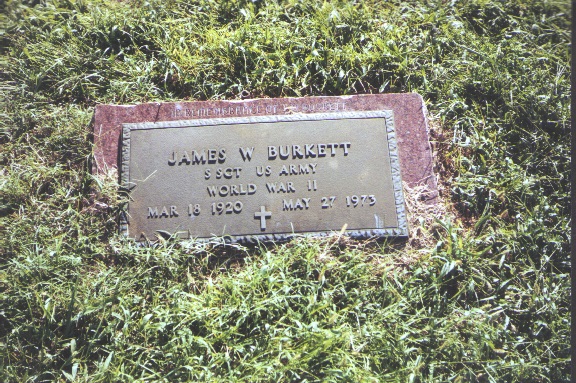 JAMES W BURKETT
S SGT US ARMY
WORLD WAR II
MAR 18 1920 MAY 27 1973